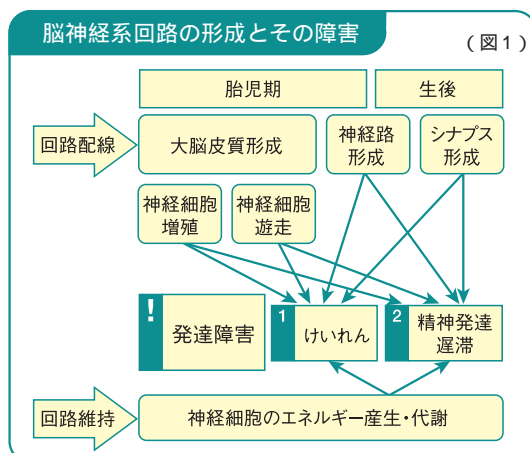 脳神経系回路の形成とその障害
（図1）
胎児期
生後
回路配線
大脳皮質形成
神経路
形成
シナプス
形成
神経細胞
増殖
神経細胞
遊走
!
発達障害
1
けいれん
2
精神発達
遅滞
回路維持
神経細胞のエネルギー産生・代謝